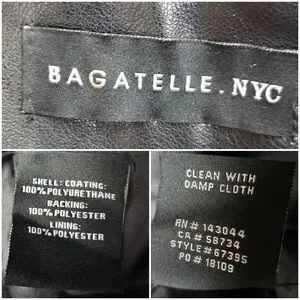 BAGATELLE.NYC
SHELL: COATING:
100% POLYURETHANE
BACKING:
100% POLYESTER
LINING:
100% POLYESTER
CLEAN WITH
DAMP CLOTH
RN# 143044
CA# 58734
STYLE# 67395
PO# 18109